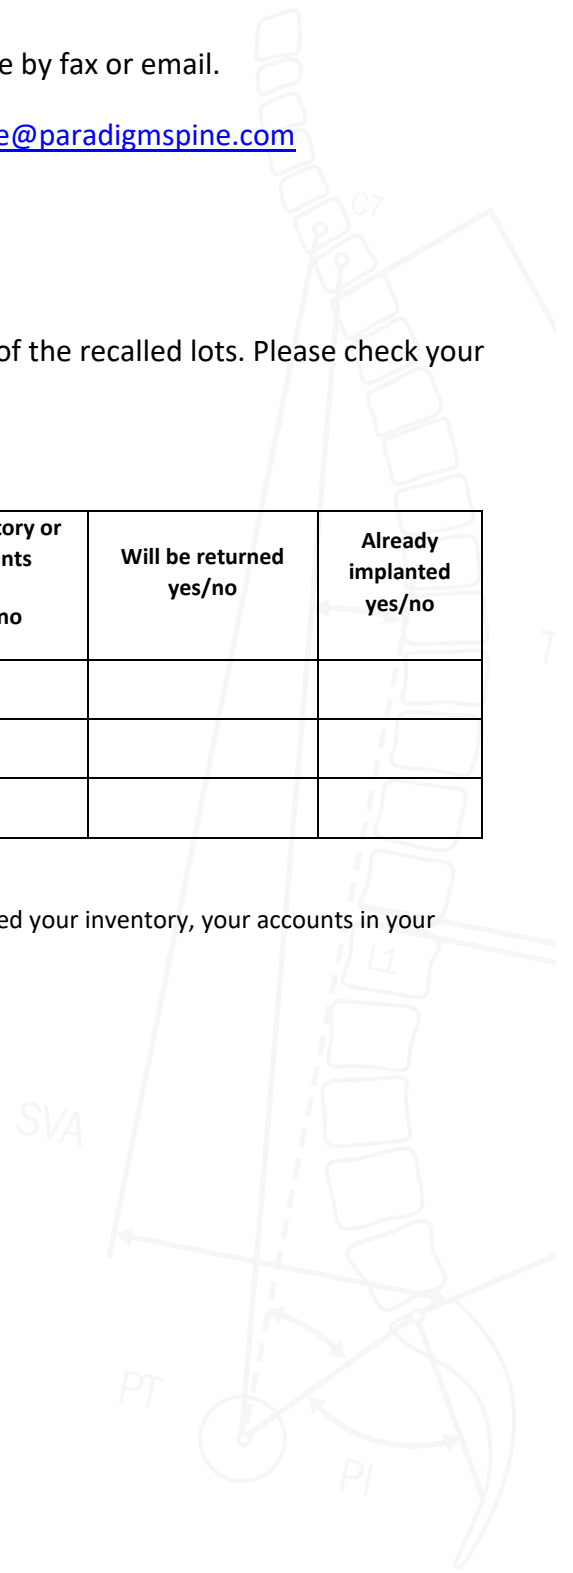 e by fax or email.
e@paradigmspine.com
C7
of the recalled lots. Please check your
tory or
nts
no
Will be returned
yes/no
Already
implanted
yes/no
T
ed your inventory, your accounts in your
L1
SVA
PT
PI